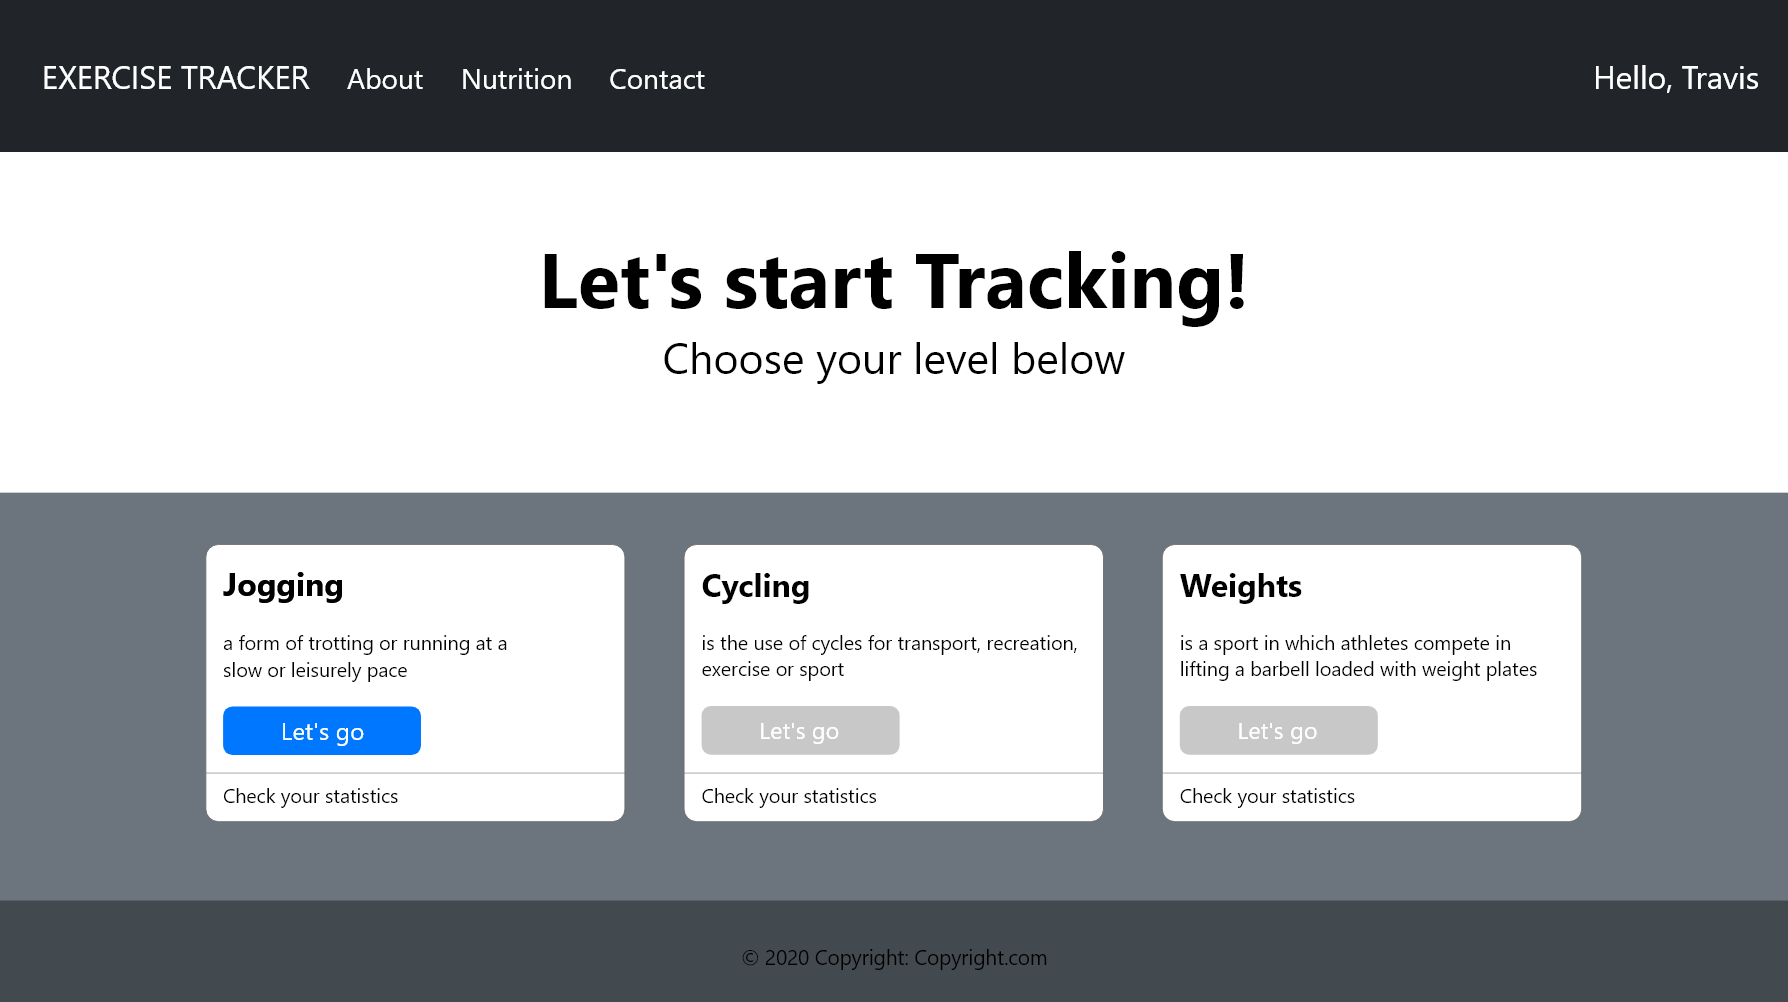 EXERCISE TRACKER About Nutrition Contact Hello, Travis
Let's start Tracking!
Choose your level below
Jogging
a form of trotting or running at a
slow or leisurely pace
Let's go
Check your statistics
Cycling
is the use of cycles for transport, recreation,
exercise or sport
Let's go
Check your statistics
Weights
is a sport in which athletes compete in
lifting a barbell loaded with weight plates
Let's go
Check your statistics
© 2020 Copyright: Copyright.com